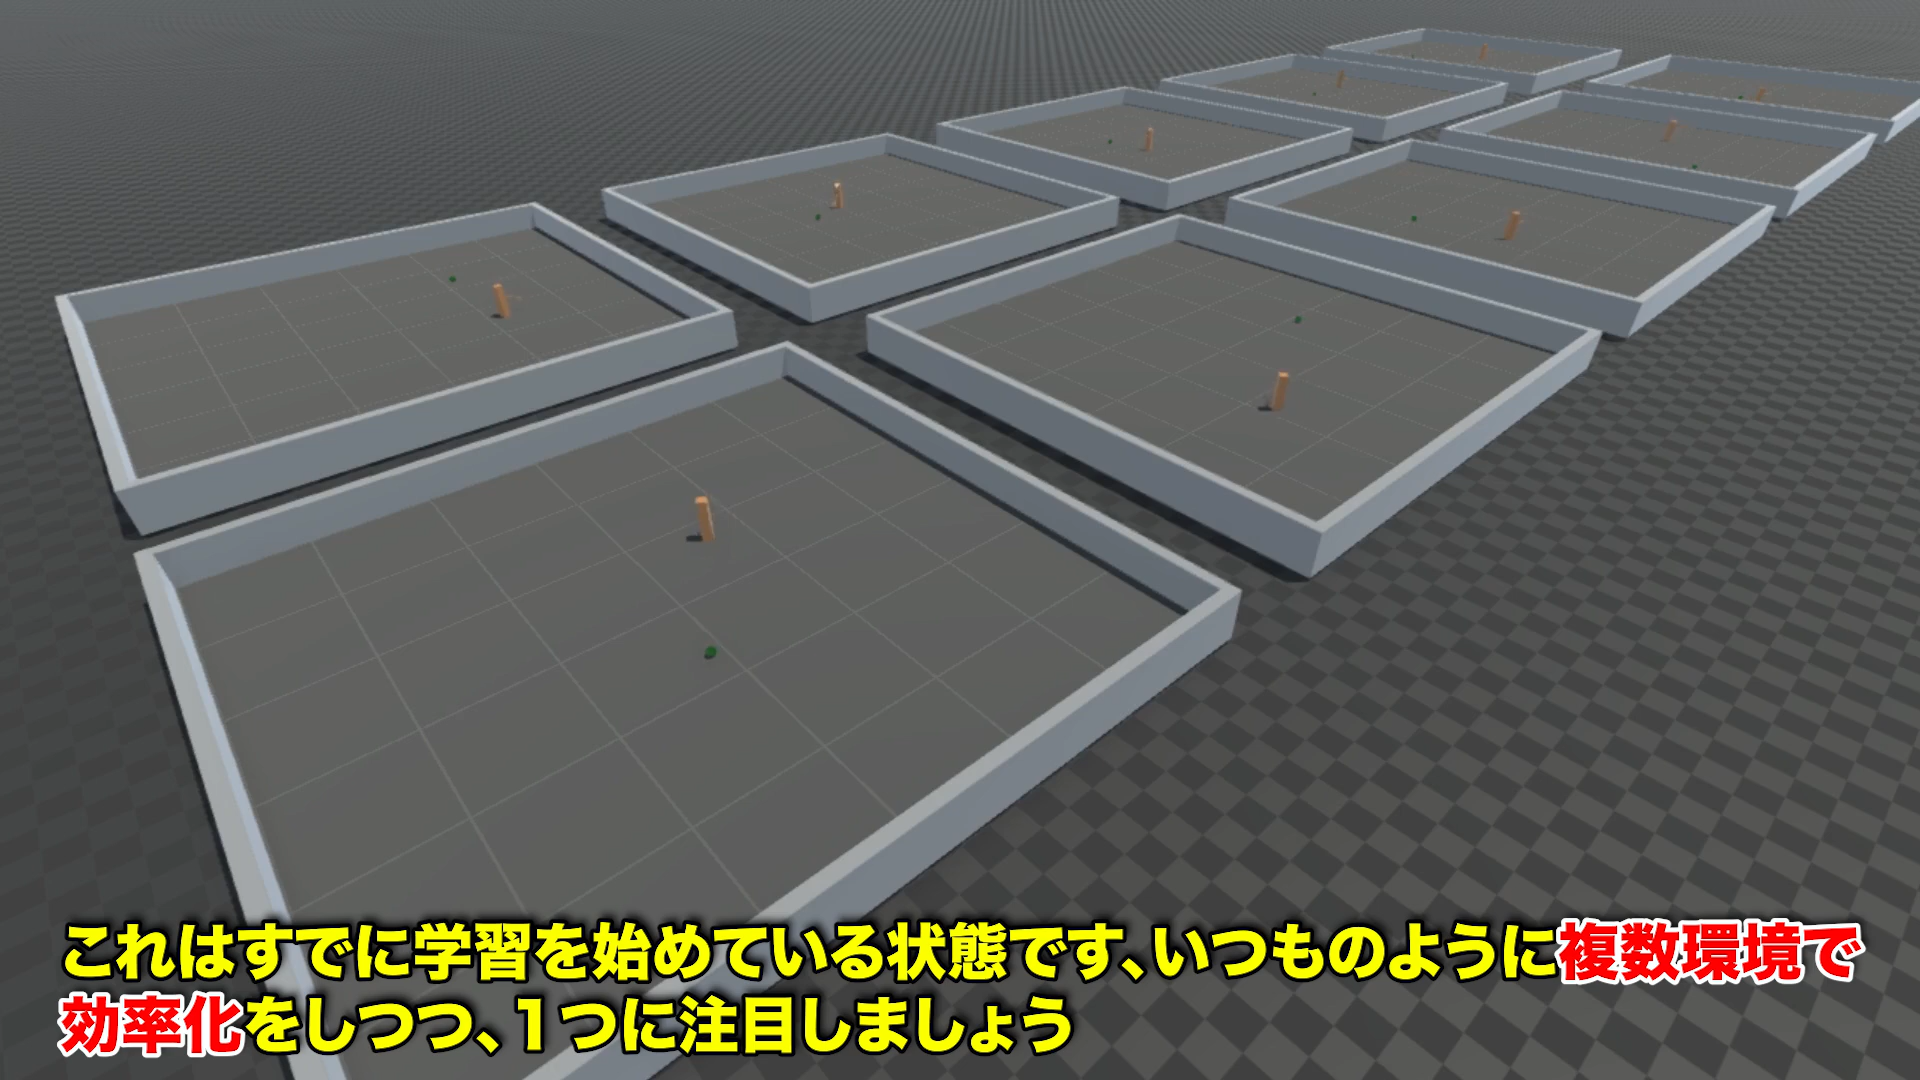 これはすでに学習を始めている状態です、いつものように複数環境で
効率化をしつつ、１つに注目しましょう